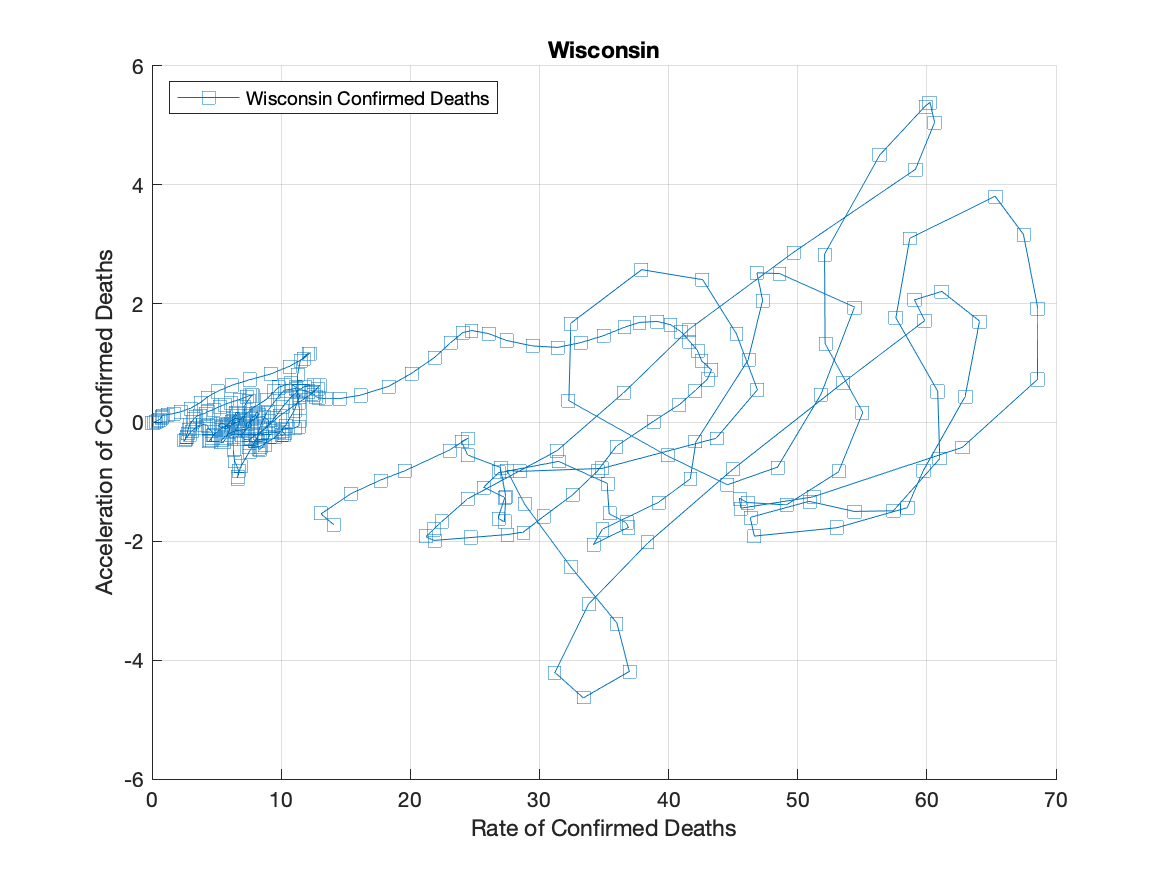 Wisconsin
Wisconsin Confirmed Deaths
6
4
2
0
-2
-4
-6
Acceleration of Confirmed Deaths
0 10 20 30 40 50 60 70
Rate of Confirmed Deaths